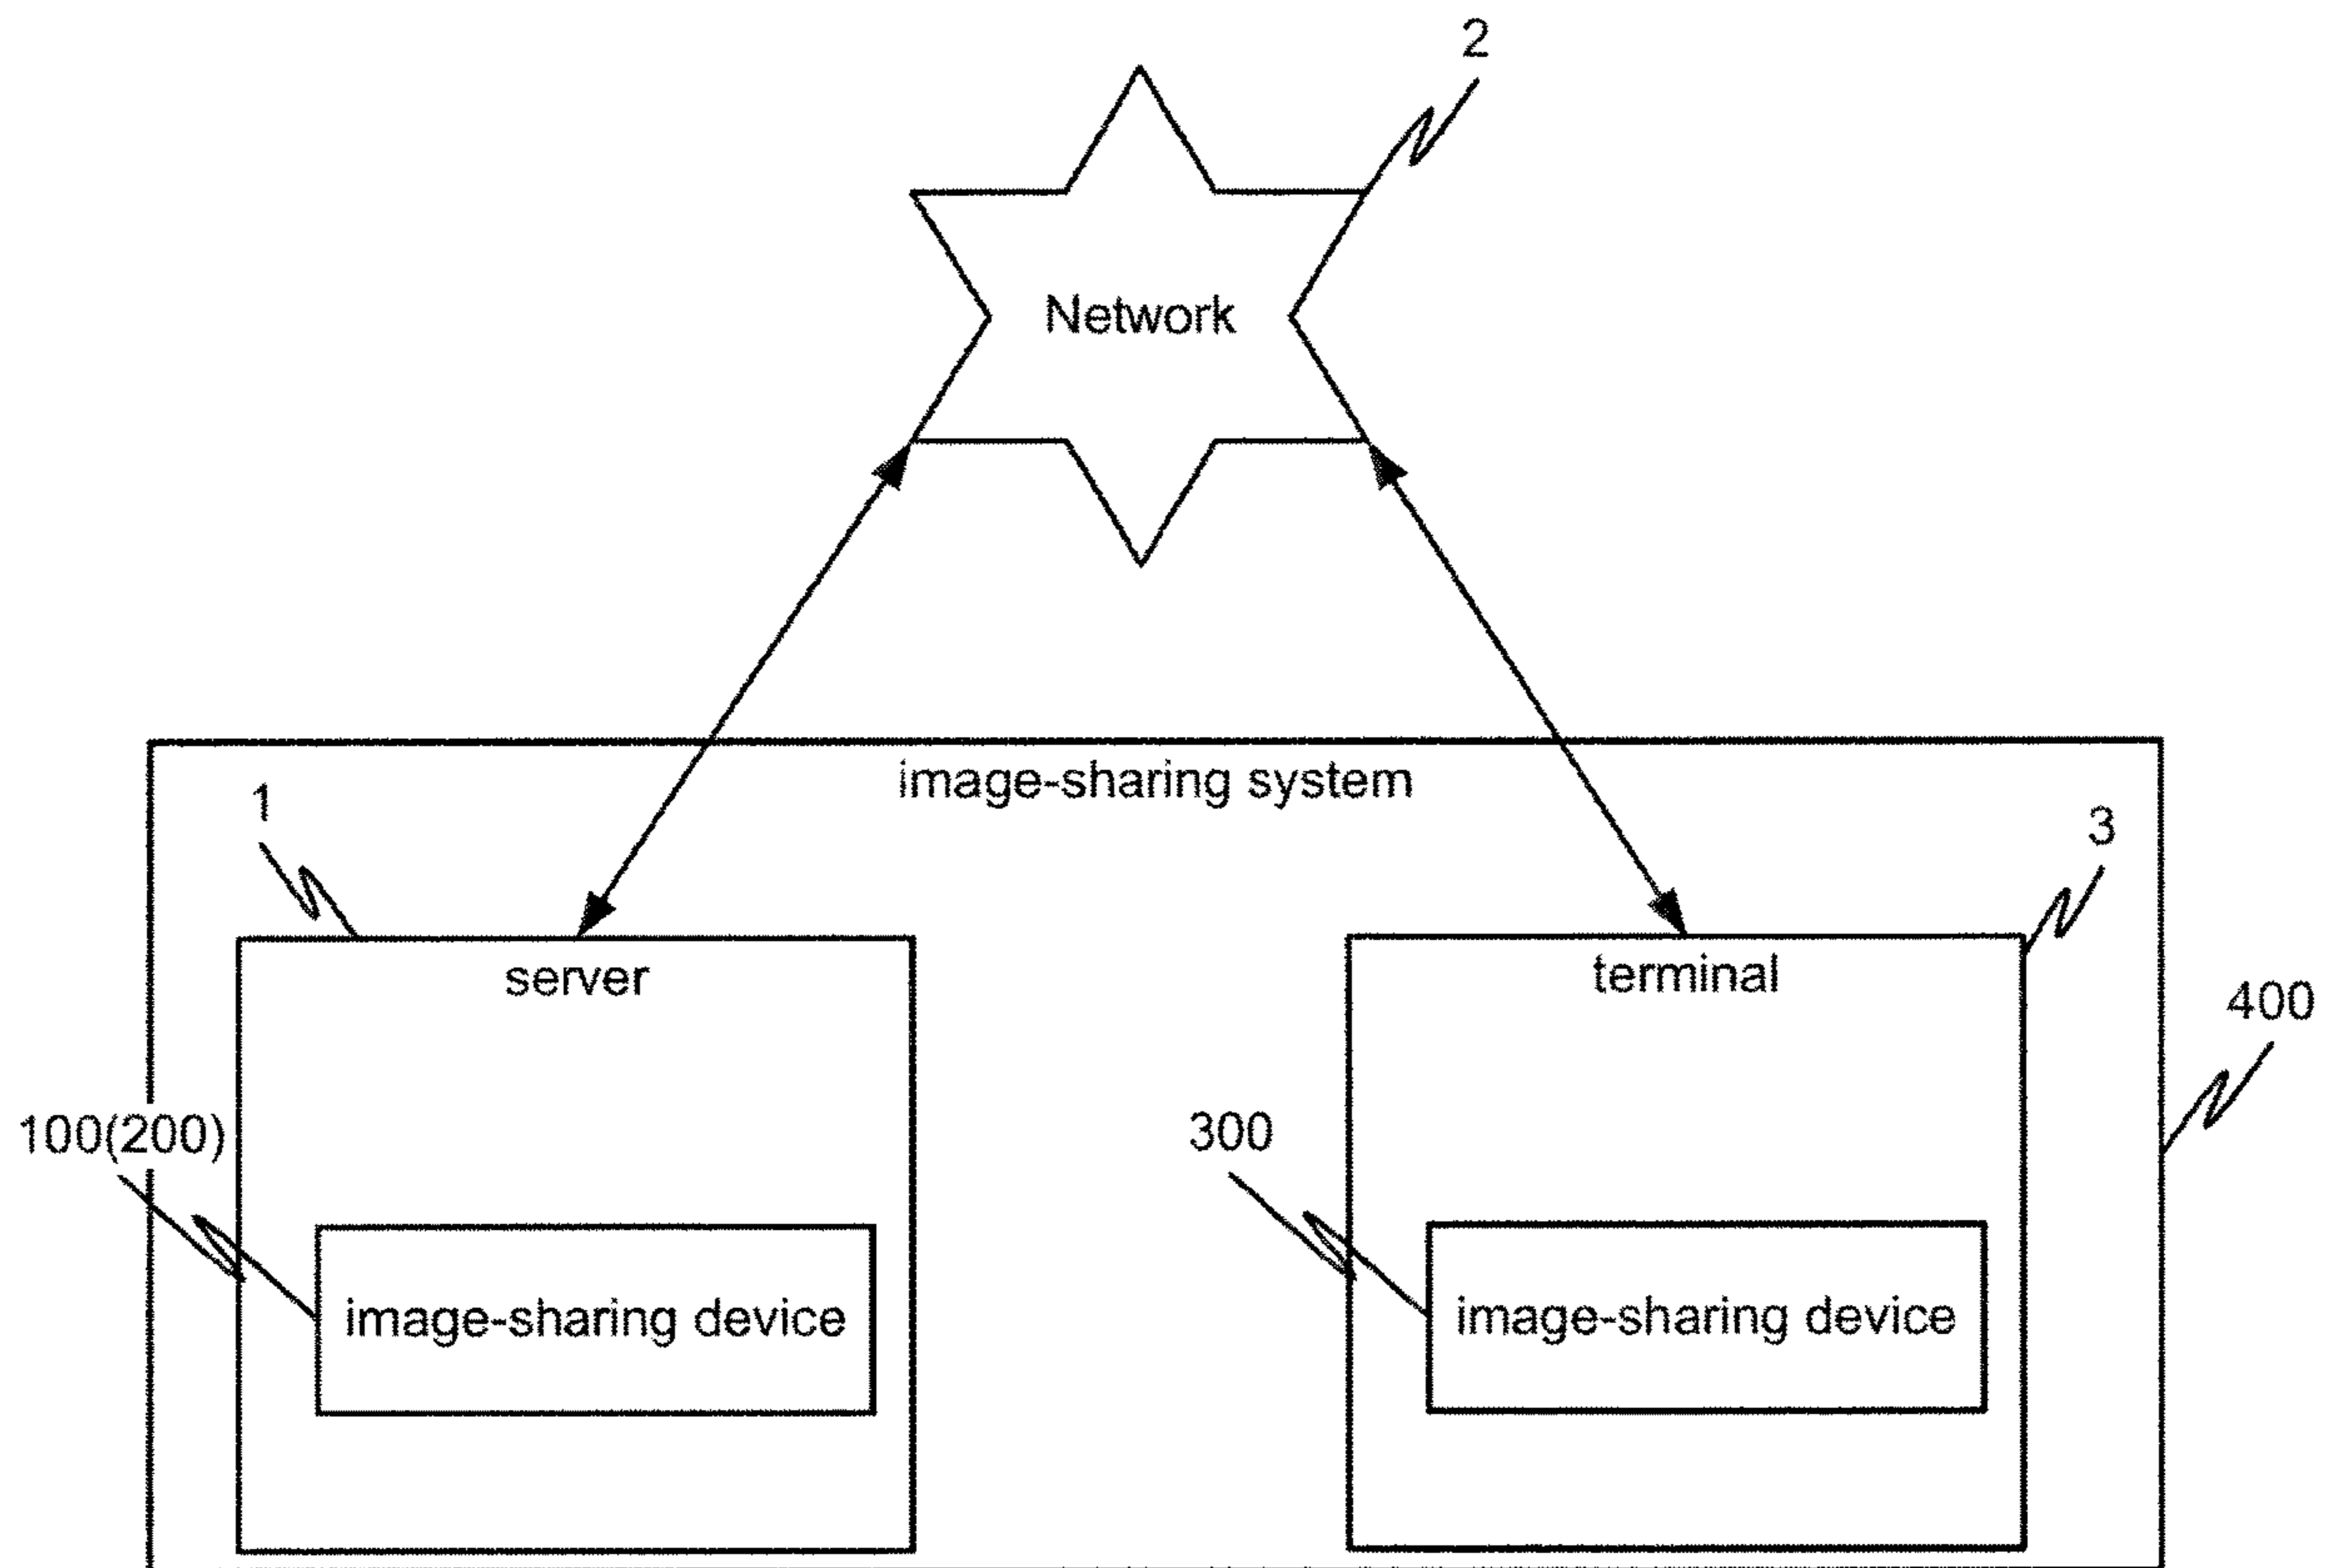 2
Network
image-sharing system
1
3
server
terminal
400
100(200)
300
image-sharing device
image-sharing device